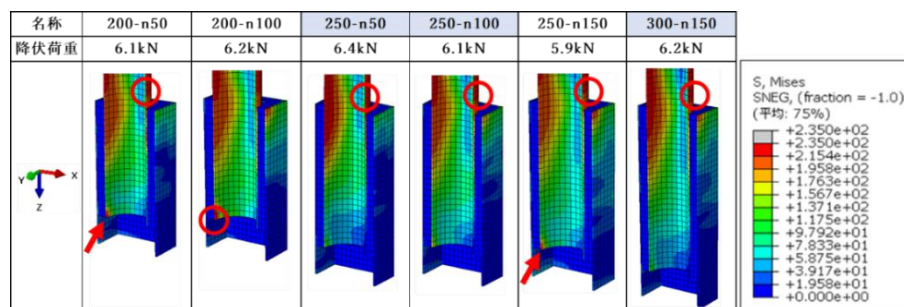 名称 200-n50 200-n100 250-n50 250-n100 250-n150 300-n150
降伏荷重 6.1kN 6.2kN 6.4kN 6.1kN 5.9kN 6.2kN
Y X
Z
S, Mises
SNEG, (fraction = -1.0)
(平均: 75%)
+2.350e+02
+2.350e+02
+2.154e+02
+1.958e+02
+1.763e+02
+1.567e+02
+1.371e+02
+1.175e+02
+9.792e+01
+7.833e+01
+5.875e+01
+3.917e+01
+1.958e+01
+0.000e+00